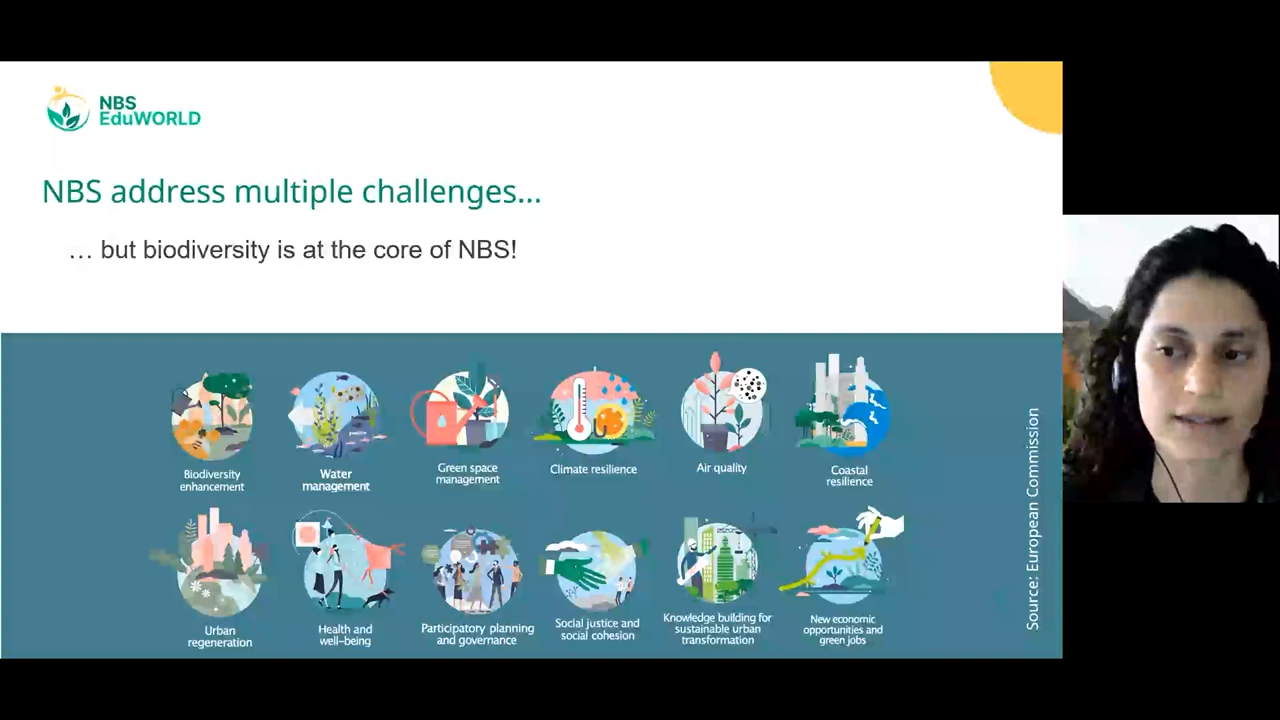 NBS
EduWORLD
NBS address multiple challenges...
... but biodiversity is at the core of NBS!
Biodiversity
enhancement
Water
management
Green space
management
Climate resilience
Air quality
Coastal
resilience
Urban
regeneration
Health and
well-being
Participatory planning
and governance
Social justice and
social cohesion
Knowledge building for
sustainable urban
transformation
New economic
opportunities and
green jobs
Source: European Commission